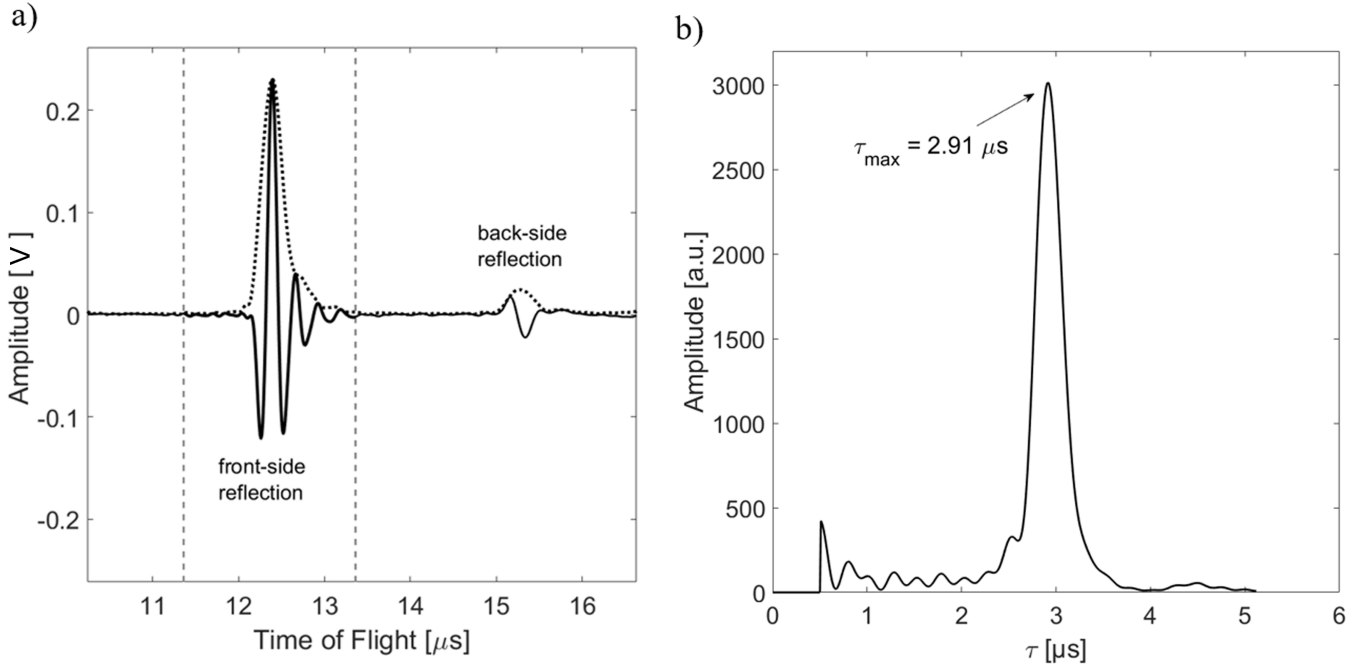 a)
Amplitude [ V ]
0.2
0.1
0
-0.1
-0.2
back-side
reflection
front-side
reflection
11 12 13 14 15 16
Time of Flight [μs]
b)
Amplitude [a.u.]
3000
2500
2000
1500
1000
500
0
τmax = 2.91 μs
0 1 2 3 4 5 6
τ [μs]